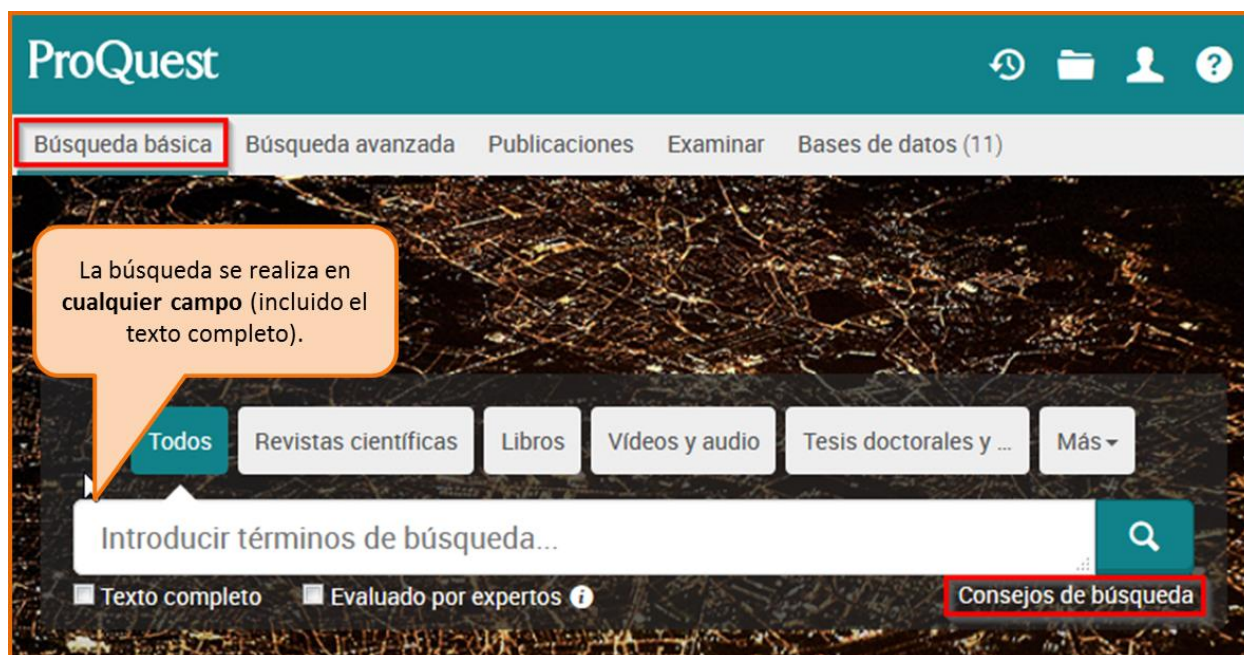 ProQuest
Búsqueda básica Búsqueda avanzada Publicaciones Examinar Bases de datos (11)
La búsqueda se realiza en
cualquier campo (incluido el
texto completo).
Todos Revistas científicas Libros Vídeos y audio Tesis doctorales y ... Más
Introducir términos de búsqueda...
Texto completo Evaluado por expertos i
Consejos de búsqueda